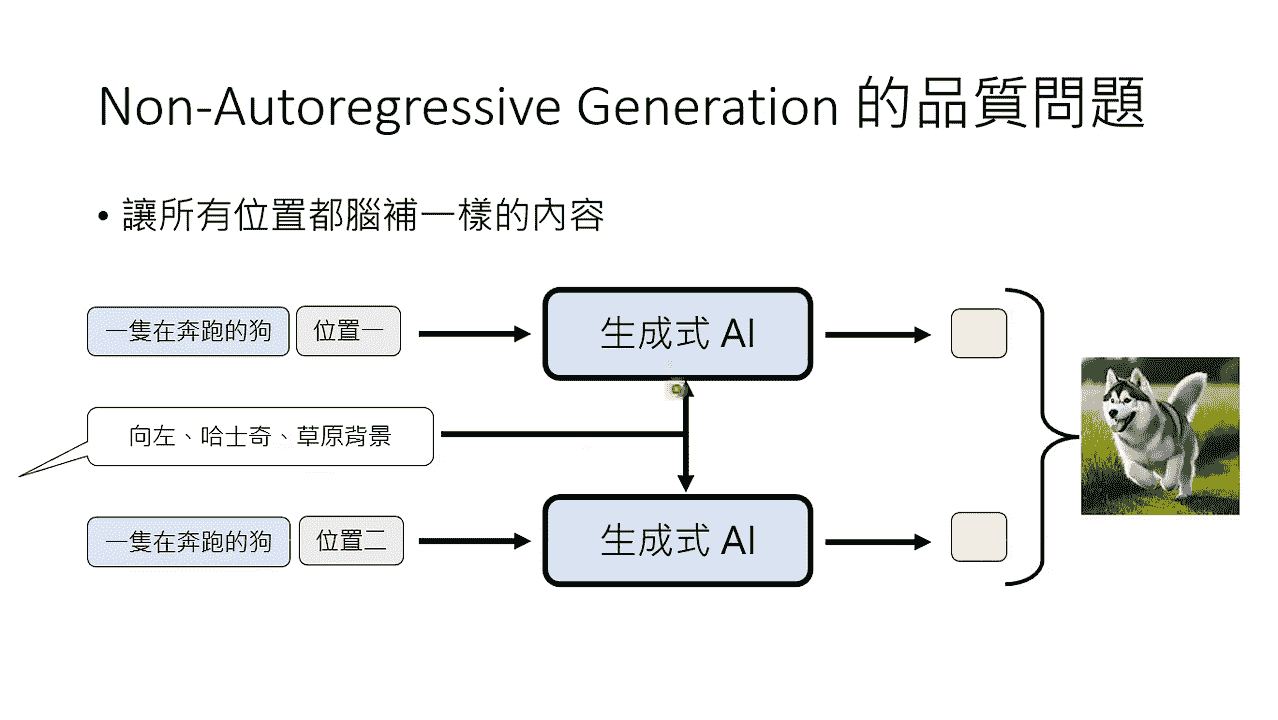 Non-Autoregressive Generation 的品質問題
• 讓所有位置都腦補一樣的內容
一隻在奔跑的狗 位置一 生成式 AI
向左、哈士奇、草原背景
一隻在奔跑的狗 位置二 生成式 AI